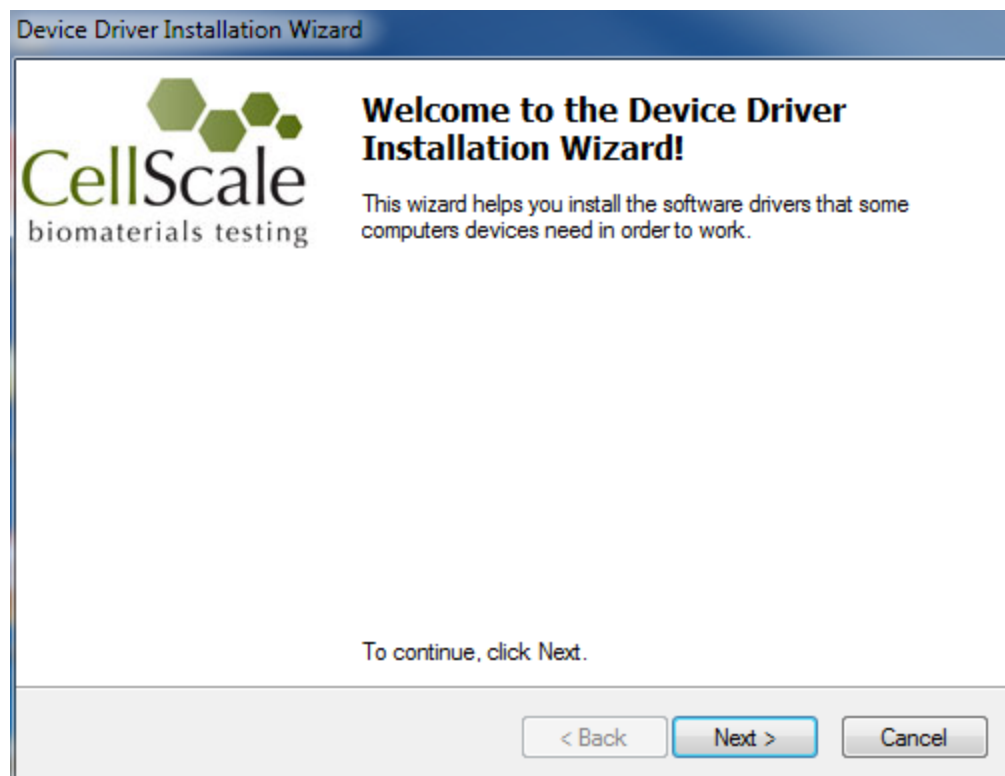 Device Driver Installation Wizard
CellScale
biomaterials testing
Welcome to the Device Driver
Installation Wizard!
This wizard helps you install the software drivers that some
computers devices need in order to work.
To continue, click Next.
< Back
Next >
Cancel